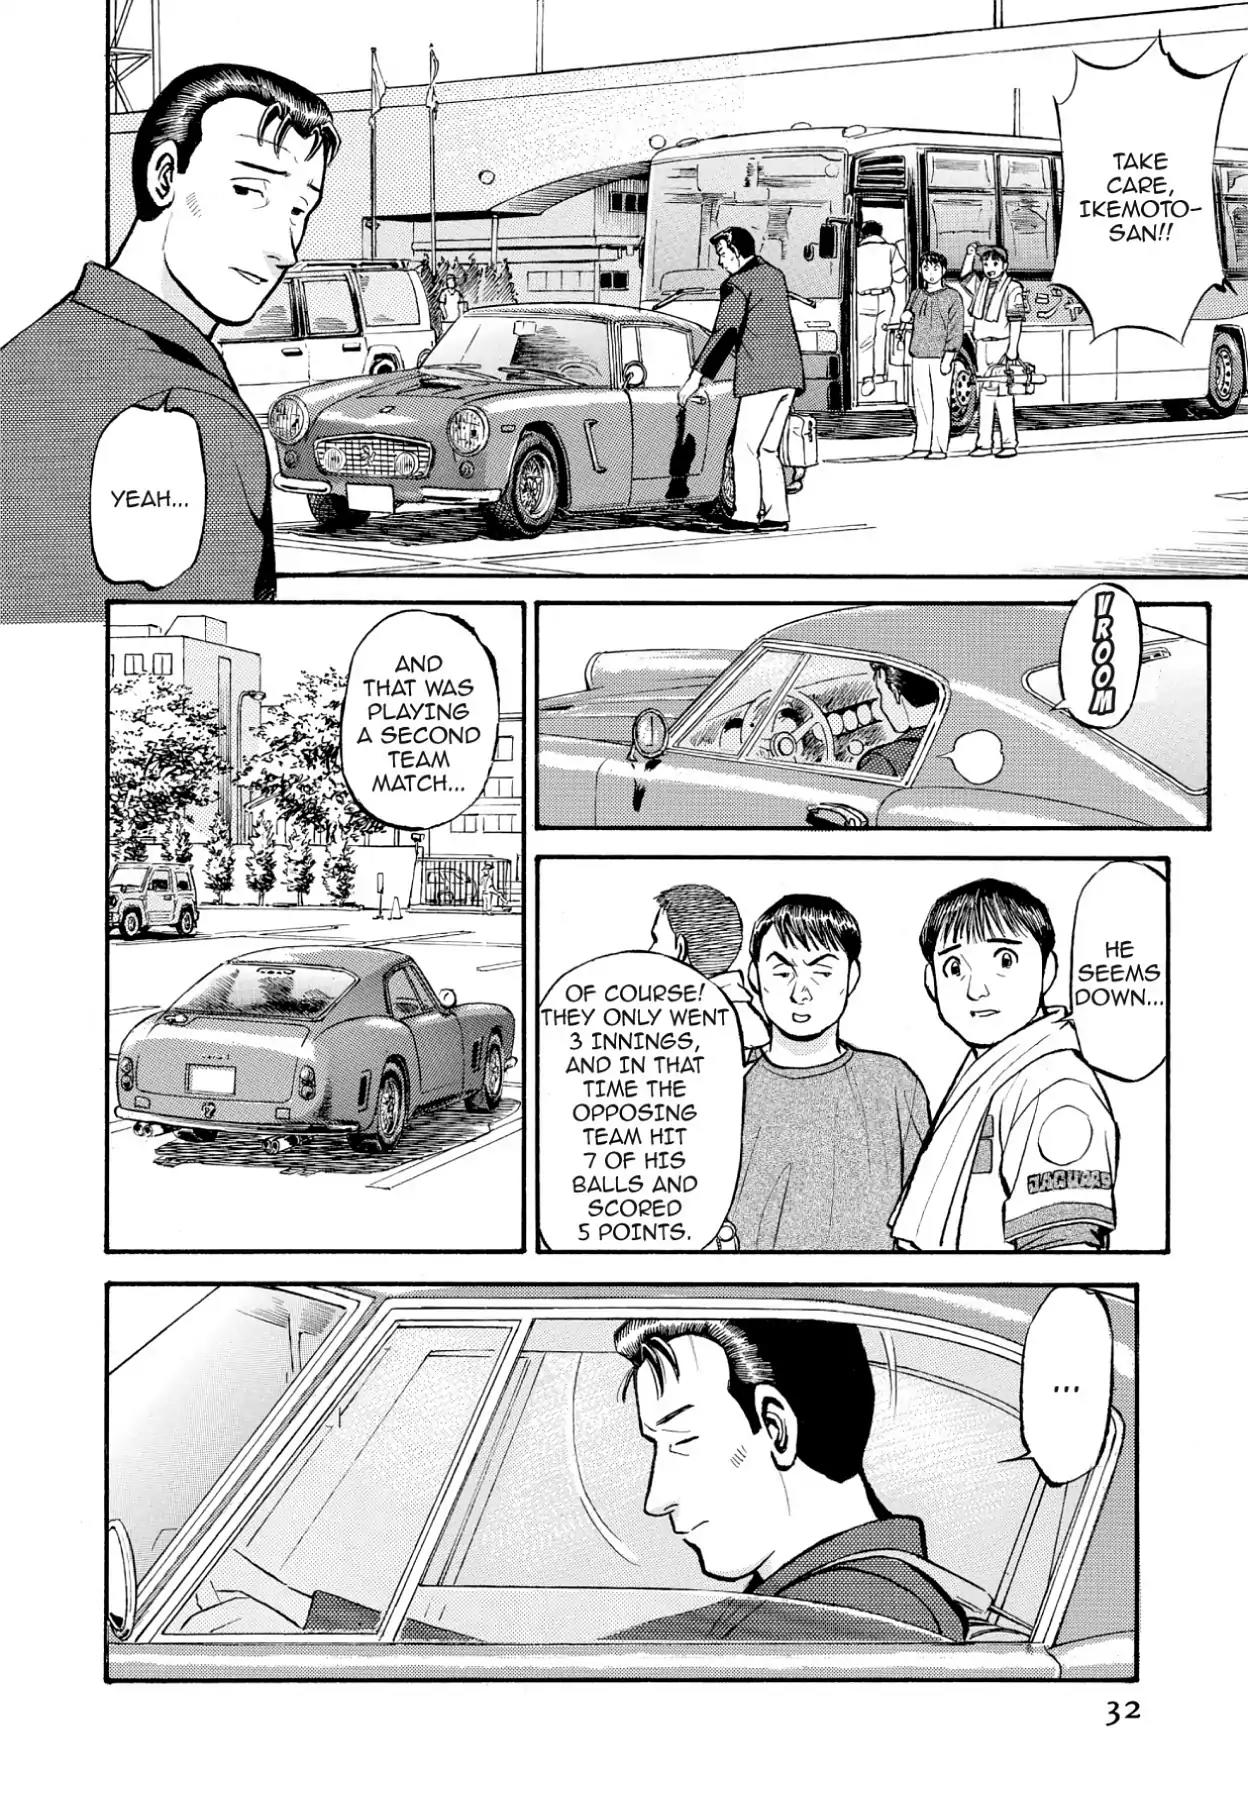 TAKE
CARE,
IKEMOTO-
SAN!!
YEAH...
VROOM
AND
THAT WAS
PLAYING
A SECOND
TEAM
MATCH...
HE
SEEMS
DOWN...
OF COURSE!
THEY ONLY WENT
3 INNINGS,
AND IN THAT
TIME THE
OPPOSING
TEAM HIT
7 OF HIS
BALLS AND
SCORED
5 POINTS.
JAGUARS
...
32